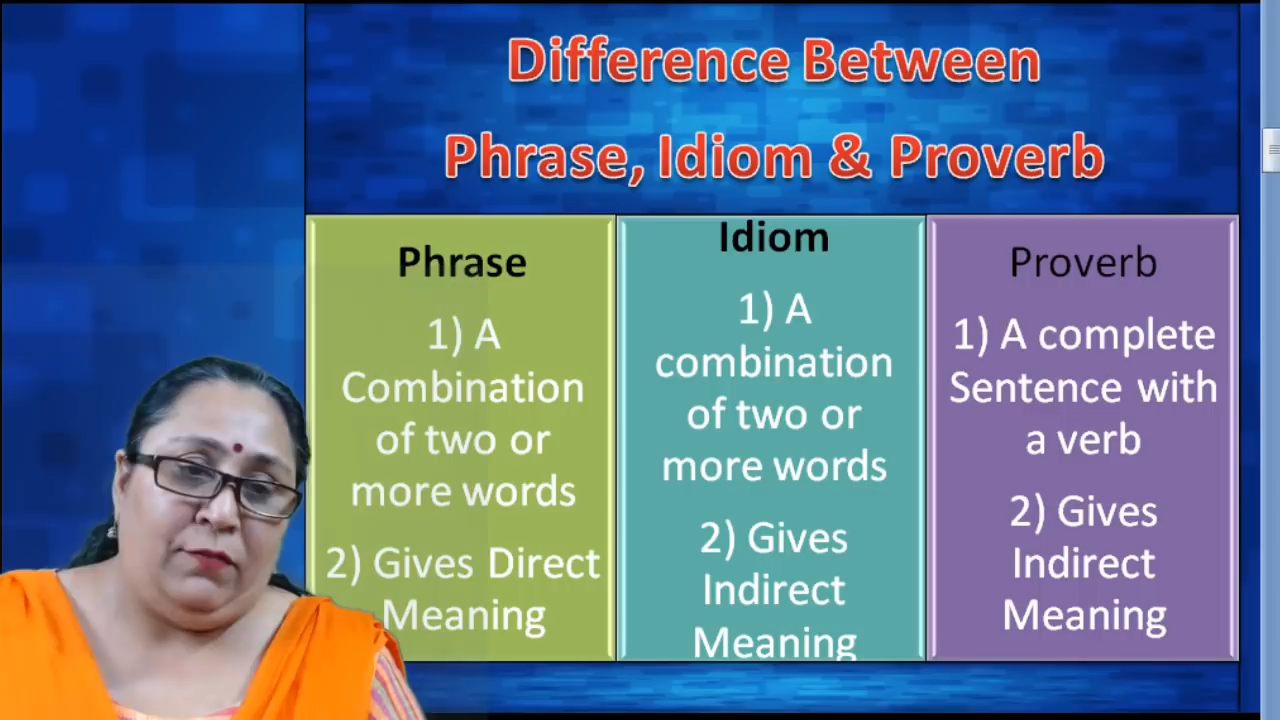 Difference Between
Phrase, Idiom & Proverb
Phrase
1) A
Combination
of two or
more words
2) Gives Direct
Meaning
Idiom
1) A
combination
of two or
more words
2) Gives
Indirect
Meaning
Proverb
1) A complete
Sentence with
a verb
2) Gives
Indirect
Meaning